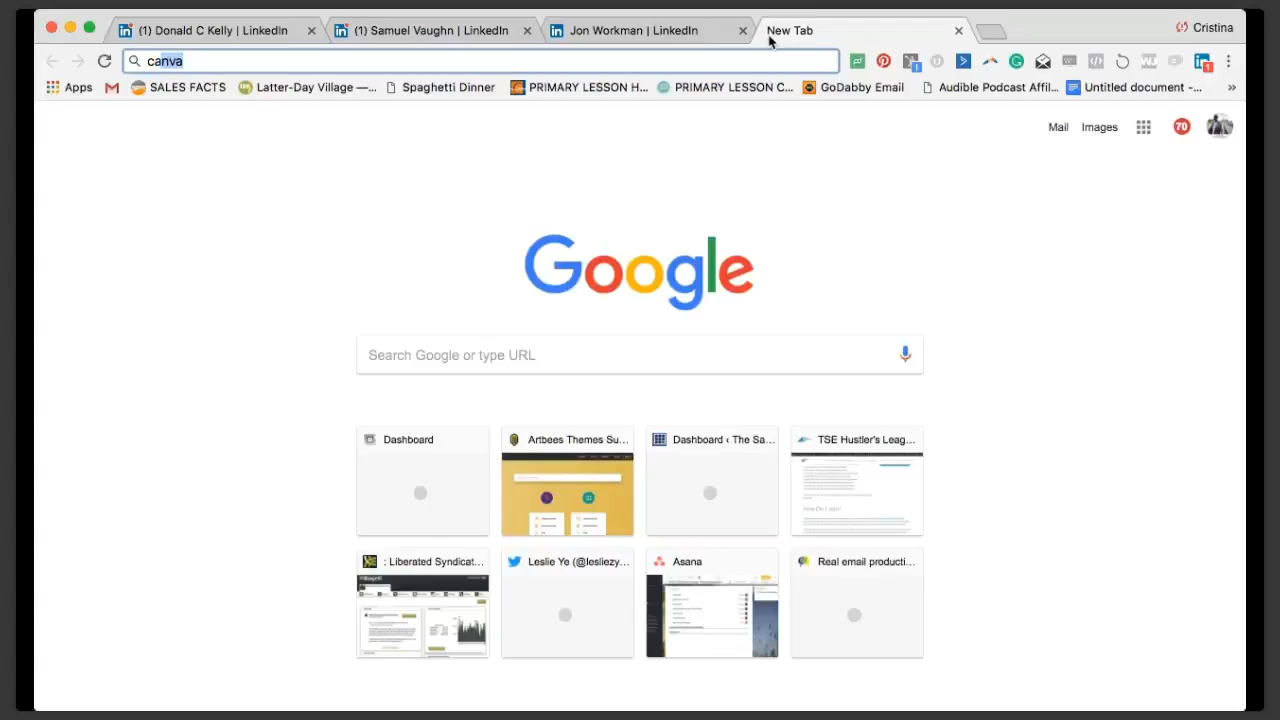 (1) Donald C Kelly | LinkedIn
(1) Samuel Vaughn | LinkedIn
Jon Workman | LinkedIn
New Tab
Cristina
canva
Apps
SALES FACTS
Latter-Day Village —...
Spaghetti Dinner
PRIMARY LESSON H...
PRIMARY LESSON C...
GoDabby Email
Audible Podcast Affil...
Untitled document -...
»
Mail
Images
70
Google
Search Google or type URL
Dashboard
Artbees Themes Su...
Dashboard ‹ The Sa...
TSE Hustler's Leag...
How Do I Join?
: Liberated Syndicat...
Leslie Ye (@lesliezy...
Asana
Real email producti...